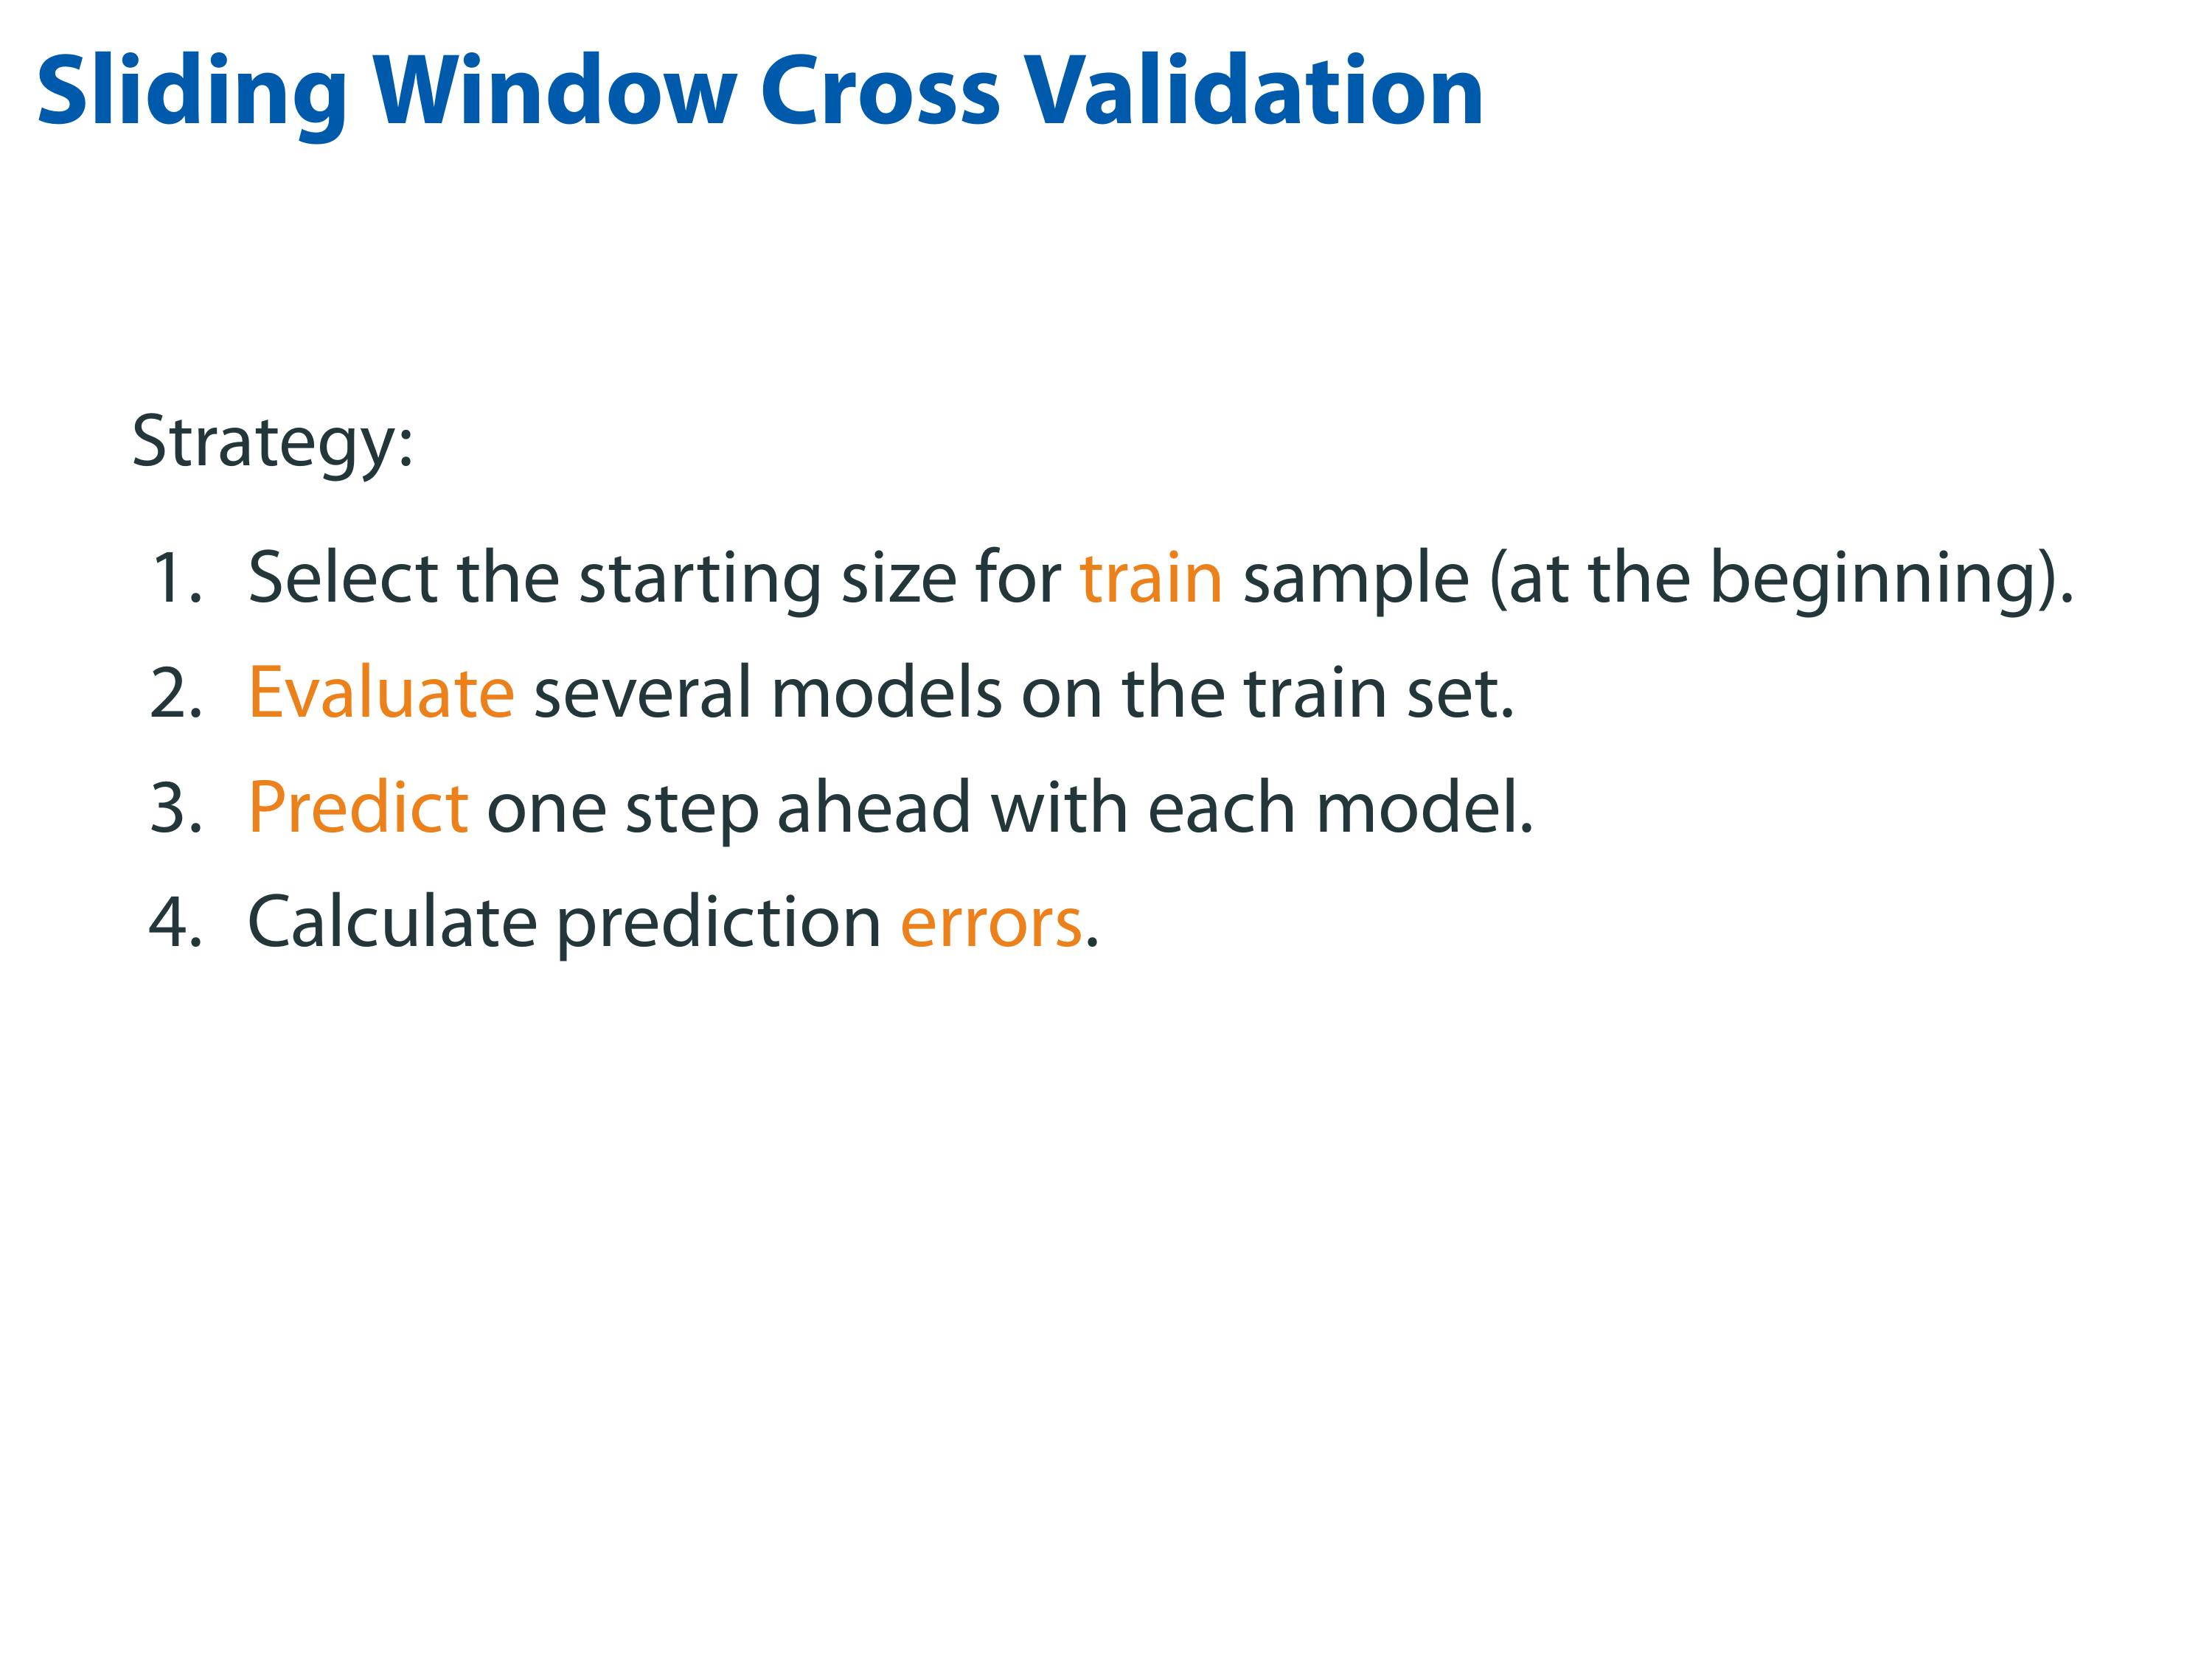 Sliding Window Cross Validation
Strategy:
1. Select the starting size for train sample (at the beginning).
2. Evaluate several models on the train set.
3. Predict one step ahead with each model.
4. Calculate prediction errors.